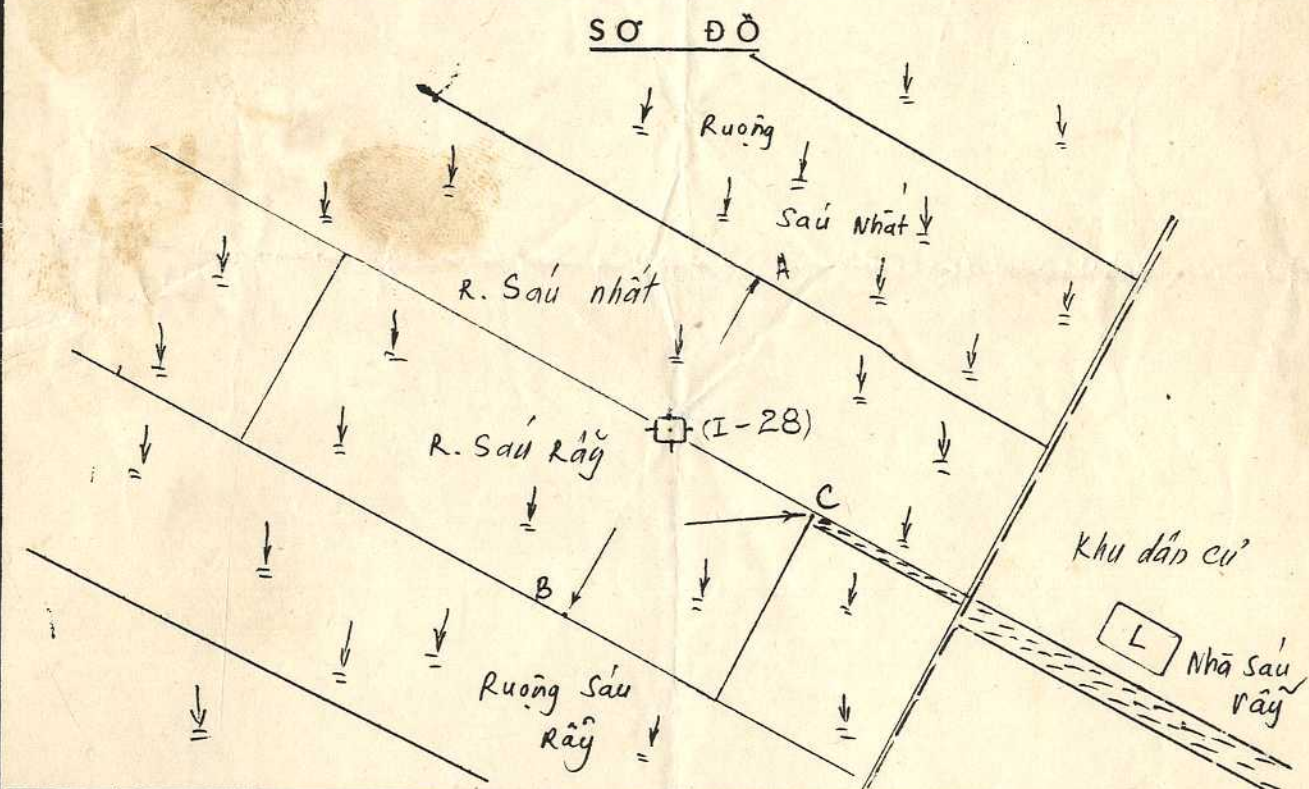 SƠ ĐỒ
Ruộng
Sáu Nhất
A
R. Sáu nhất
(I-28)
R. Sáu Rẫy
C
Khu dân cư
B
L
Nhà sáu
rẫy
Ruộng Sáu
Rẫy